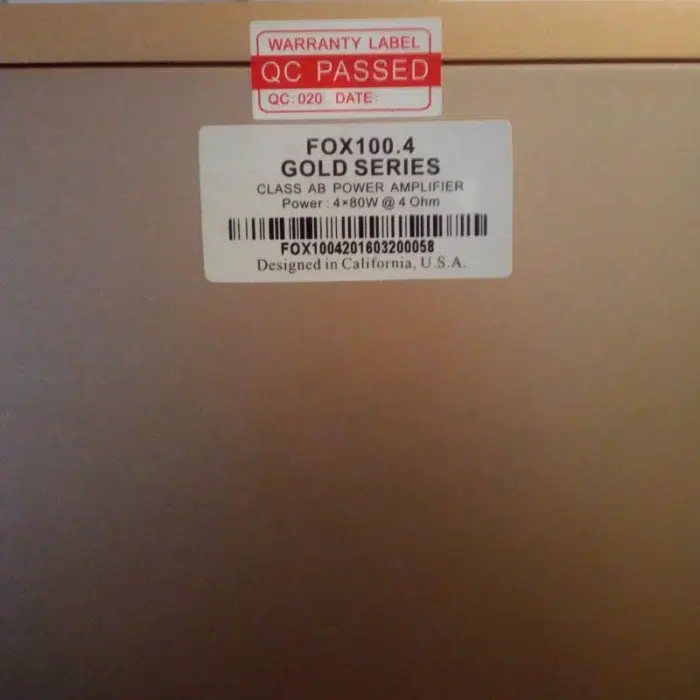 WARRANTY LABEL
QC PASSED
QC: 020 DATE:
FOX100.4
GOLD SERIES
CLASS AB POWER AMPLIFIER
Power : 4×80W @ 4 Ohm
FOX1004201603200058
Designed in California, U.S.A.